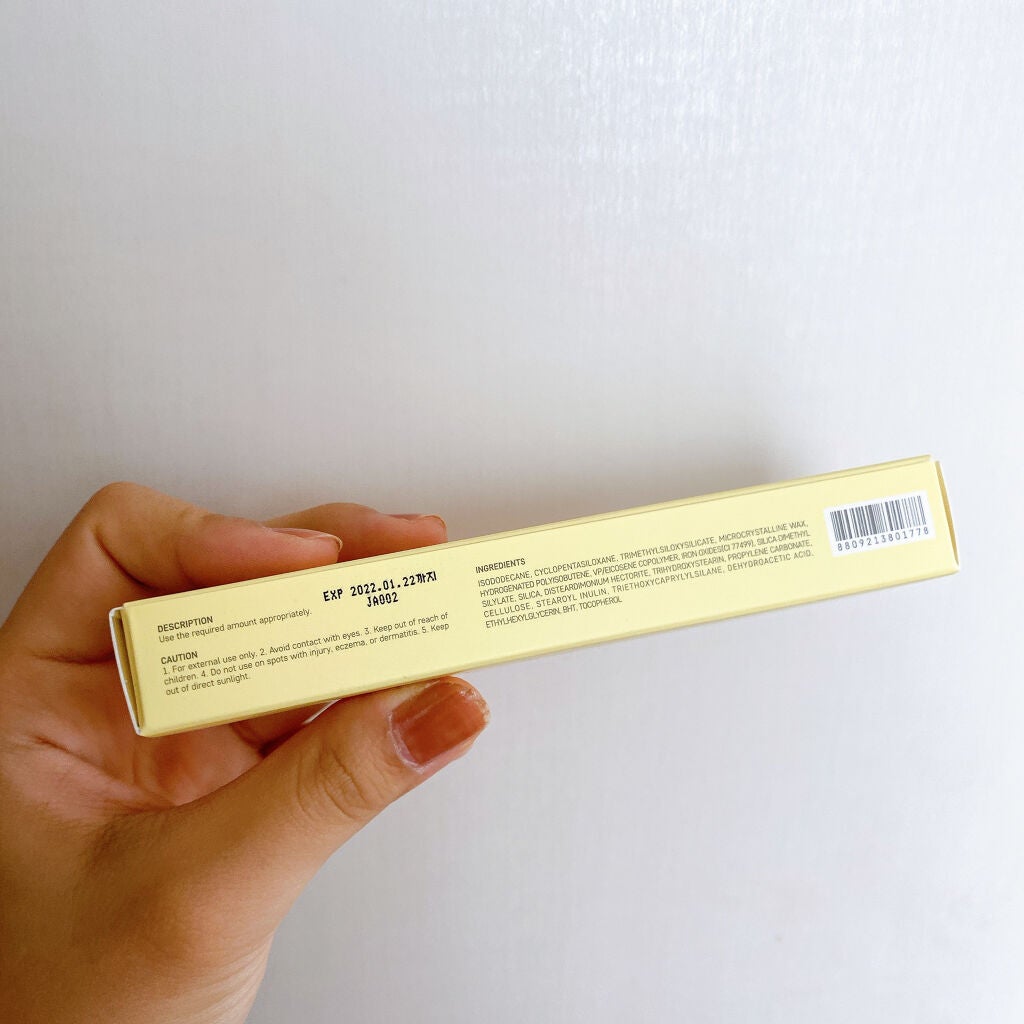 DESCRIPTION
Use the required amount appropriately.
CAUTION
1. For external use only. 2. Avoid contact with eyes. 3. Keep out of reach of
children. 4. Do not use on spots with injury, eczema, or dermatitis. 5. Keep
out of direct sunlight.
EXP 2022.01.22까지
JA002
INGREDIENTS
ISODODECANE, CYCLOPENTASILOXANE, TRIMETHYLSILOXYSILICATE, MICROCRYSTALLINE WAX,
HYDROGENATED POLYISOBUTENE, VP/EICOSENE COPOLYMER, IRON OXIDES(CI 77499), SILICA DIMETHYL
SILYLATE, SILICA, DISTEARDIMONIUM HECTORITE, TRIHYDROXYSTEARIN, PROPYLENE CARBONATE,
CELLULOSE, STEAROYL INULIN, TRIETHOXYCAPRYLYLSILANE, DEHYDROACETIC ACID,
ETHYLHEXYLGLYCERIN, BHT, TOCOPHEROL
8809213801778